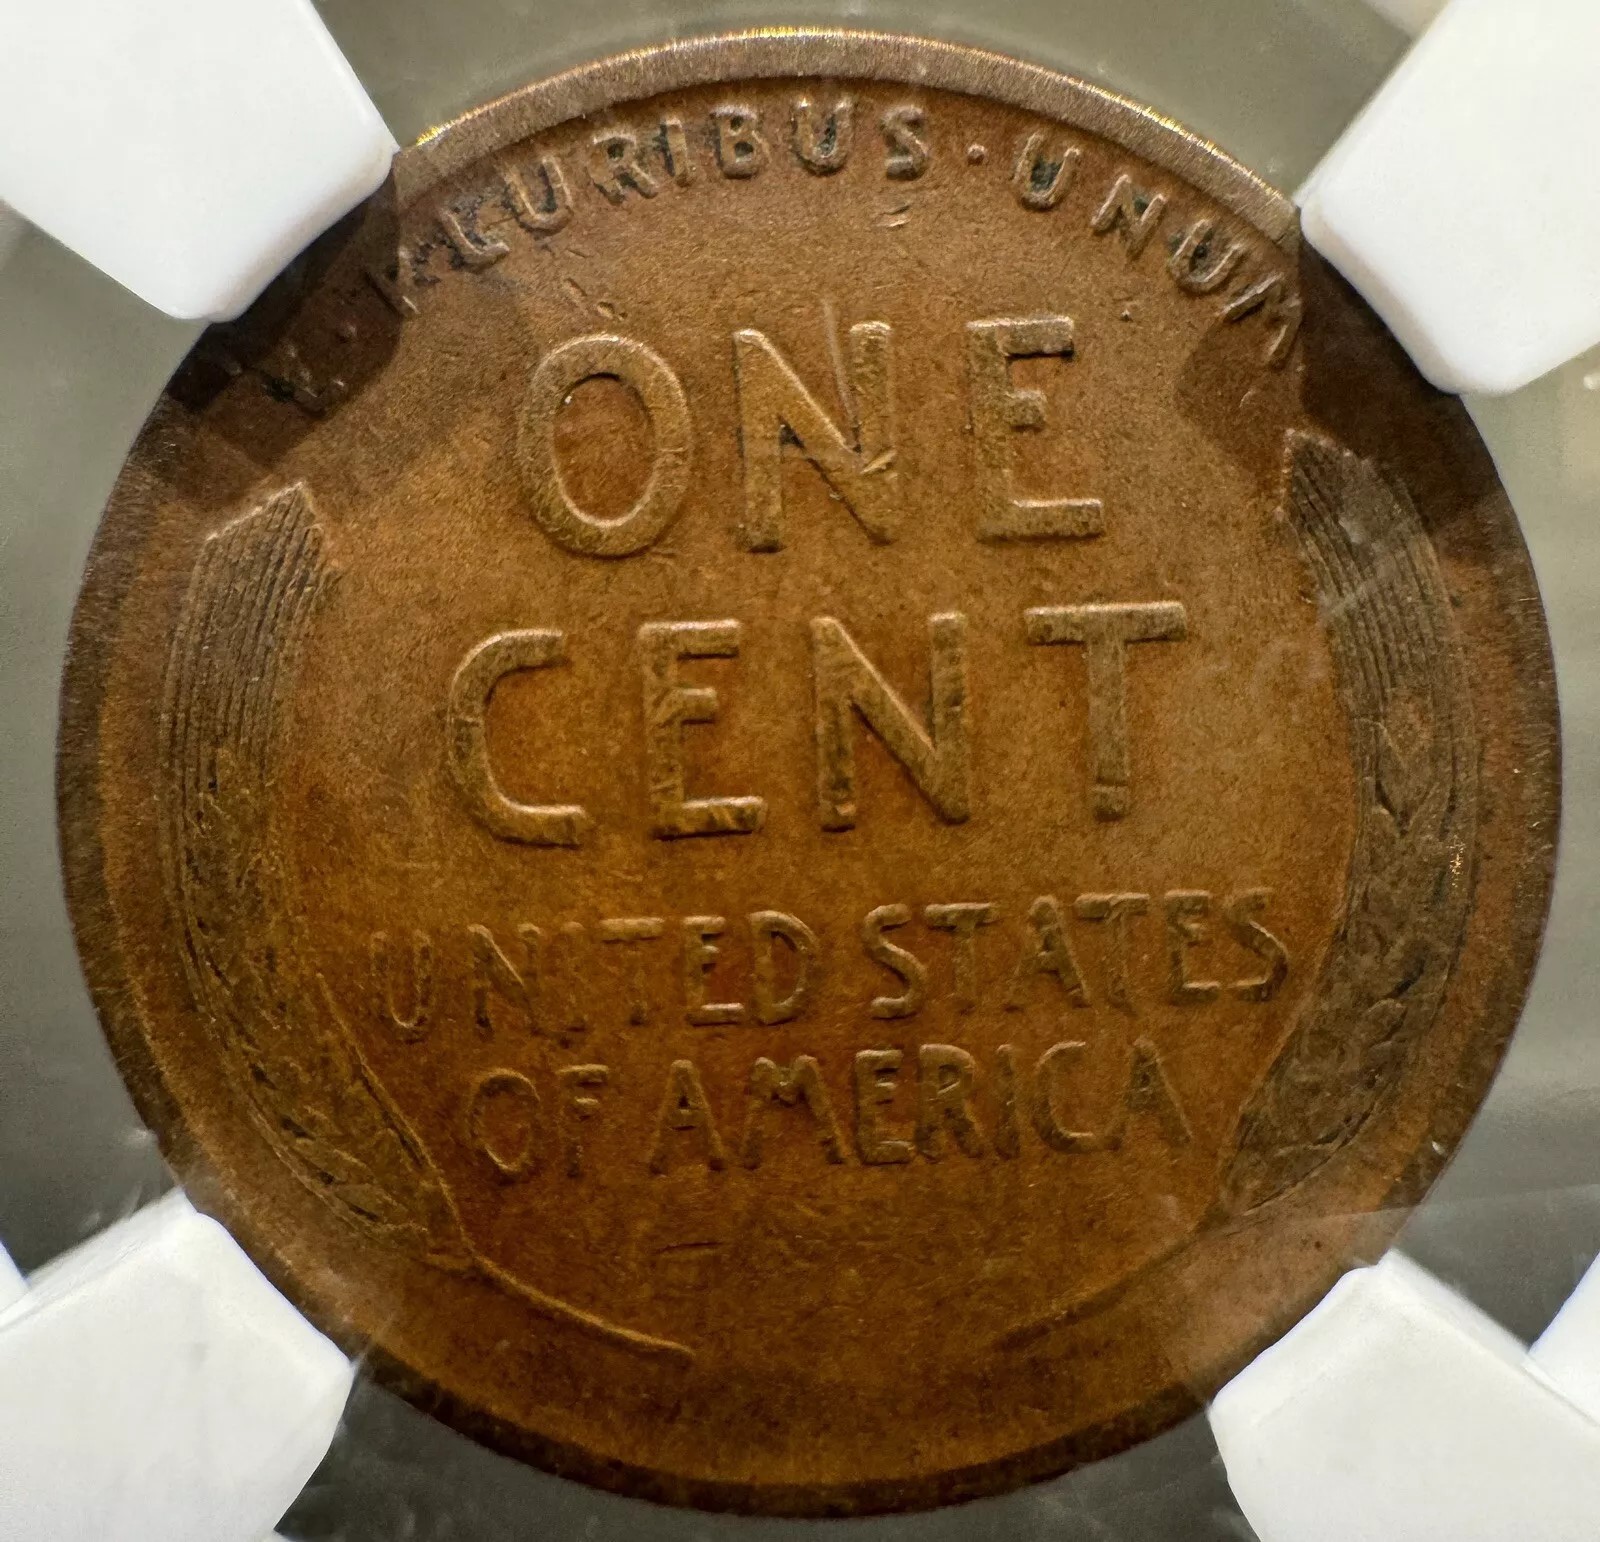 PLURIBUS · UNUM
ONE
CENT
UNITED STATES
OF AMERICA